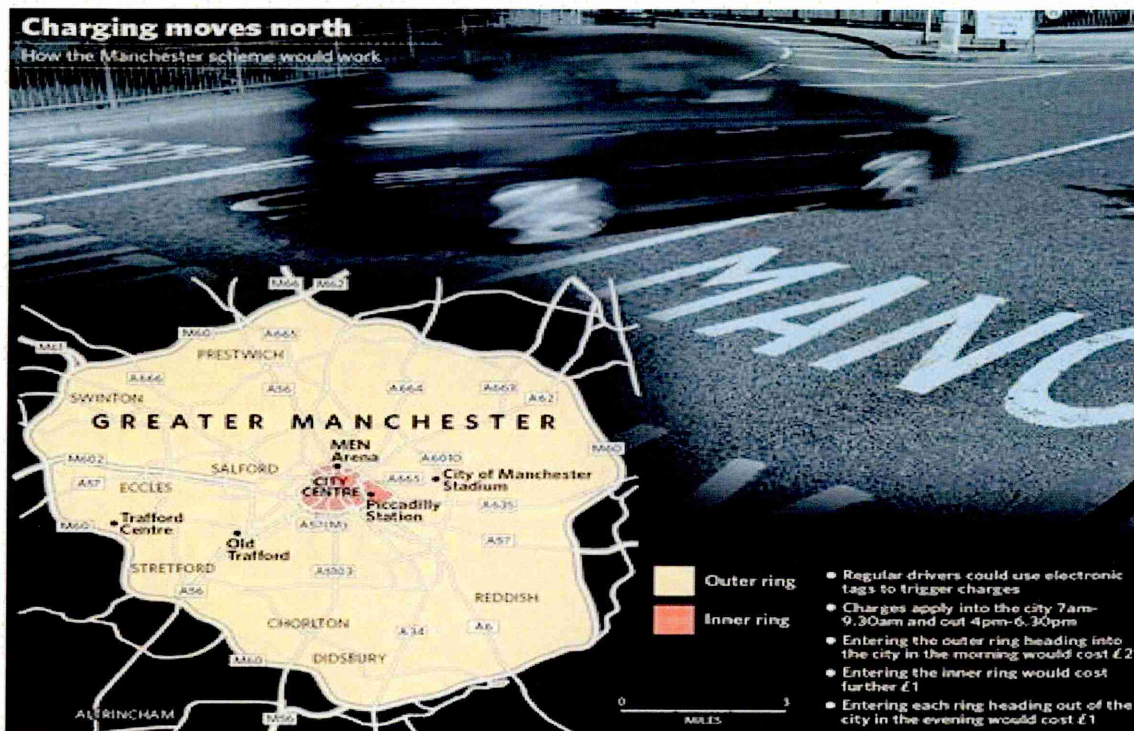 Charging moves north
How the Manchester scheme would work
MANC
M66
M62
M60
A665
M61
PRESTWICH
A666
A56
A664
A663
A62
SWINTON
GREATER MANCHESTER
MEN
Arena
M60
M602
SALFORD
A6010
City of Manchester
Stadium
A57
ECCLES
CITY
CENTRE
A665
Piccadilly
Station
A635
Trafford
Centre
M60
Old
Trafford
A57(M)
A57
STRETFORD
A5103
A56
REDDISH
CHORLTON
A34
A6
M60
DIDSBURY
ALTRINCHAM
M56
Outer ring
Inner ring
0 3
MILES
• Regular drivers could use electronic
tags to trigger charges
• Charges apply into the city 7am-
9.30am and out 4pm-6.30pm
• Entering the outer ring heading into
the city in the morning would cost £2
• Entering the inner ring would cost
further £1
• Entering each ring heading out of the
city in the evening would cost £1